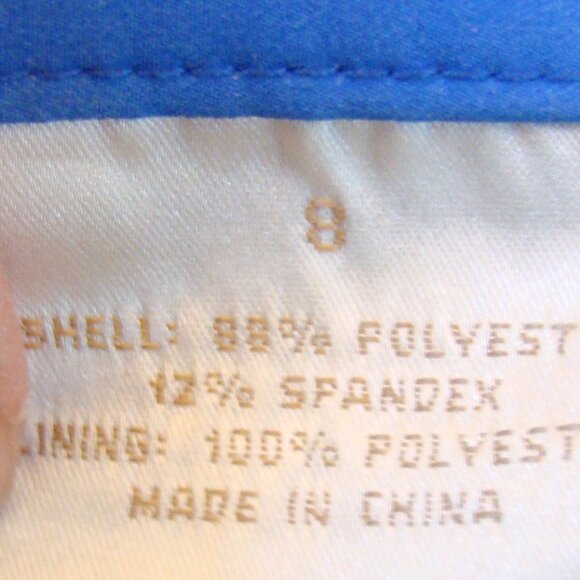 8
SHELL: 88% POLYEST
12% SPANDEX
INING: 100% POLYEST
MADE IN CHINA